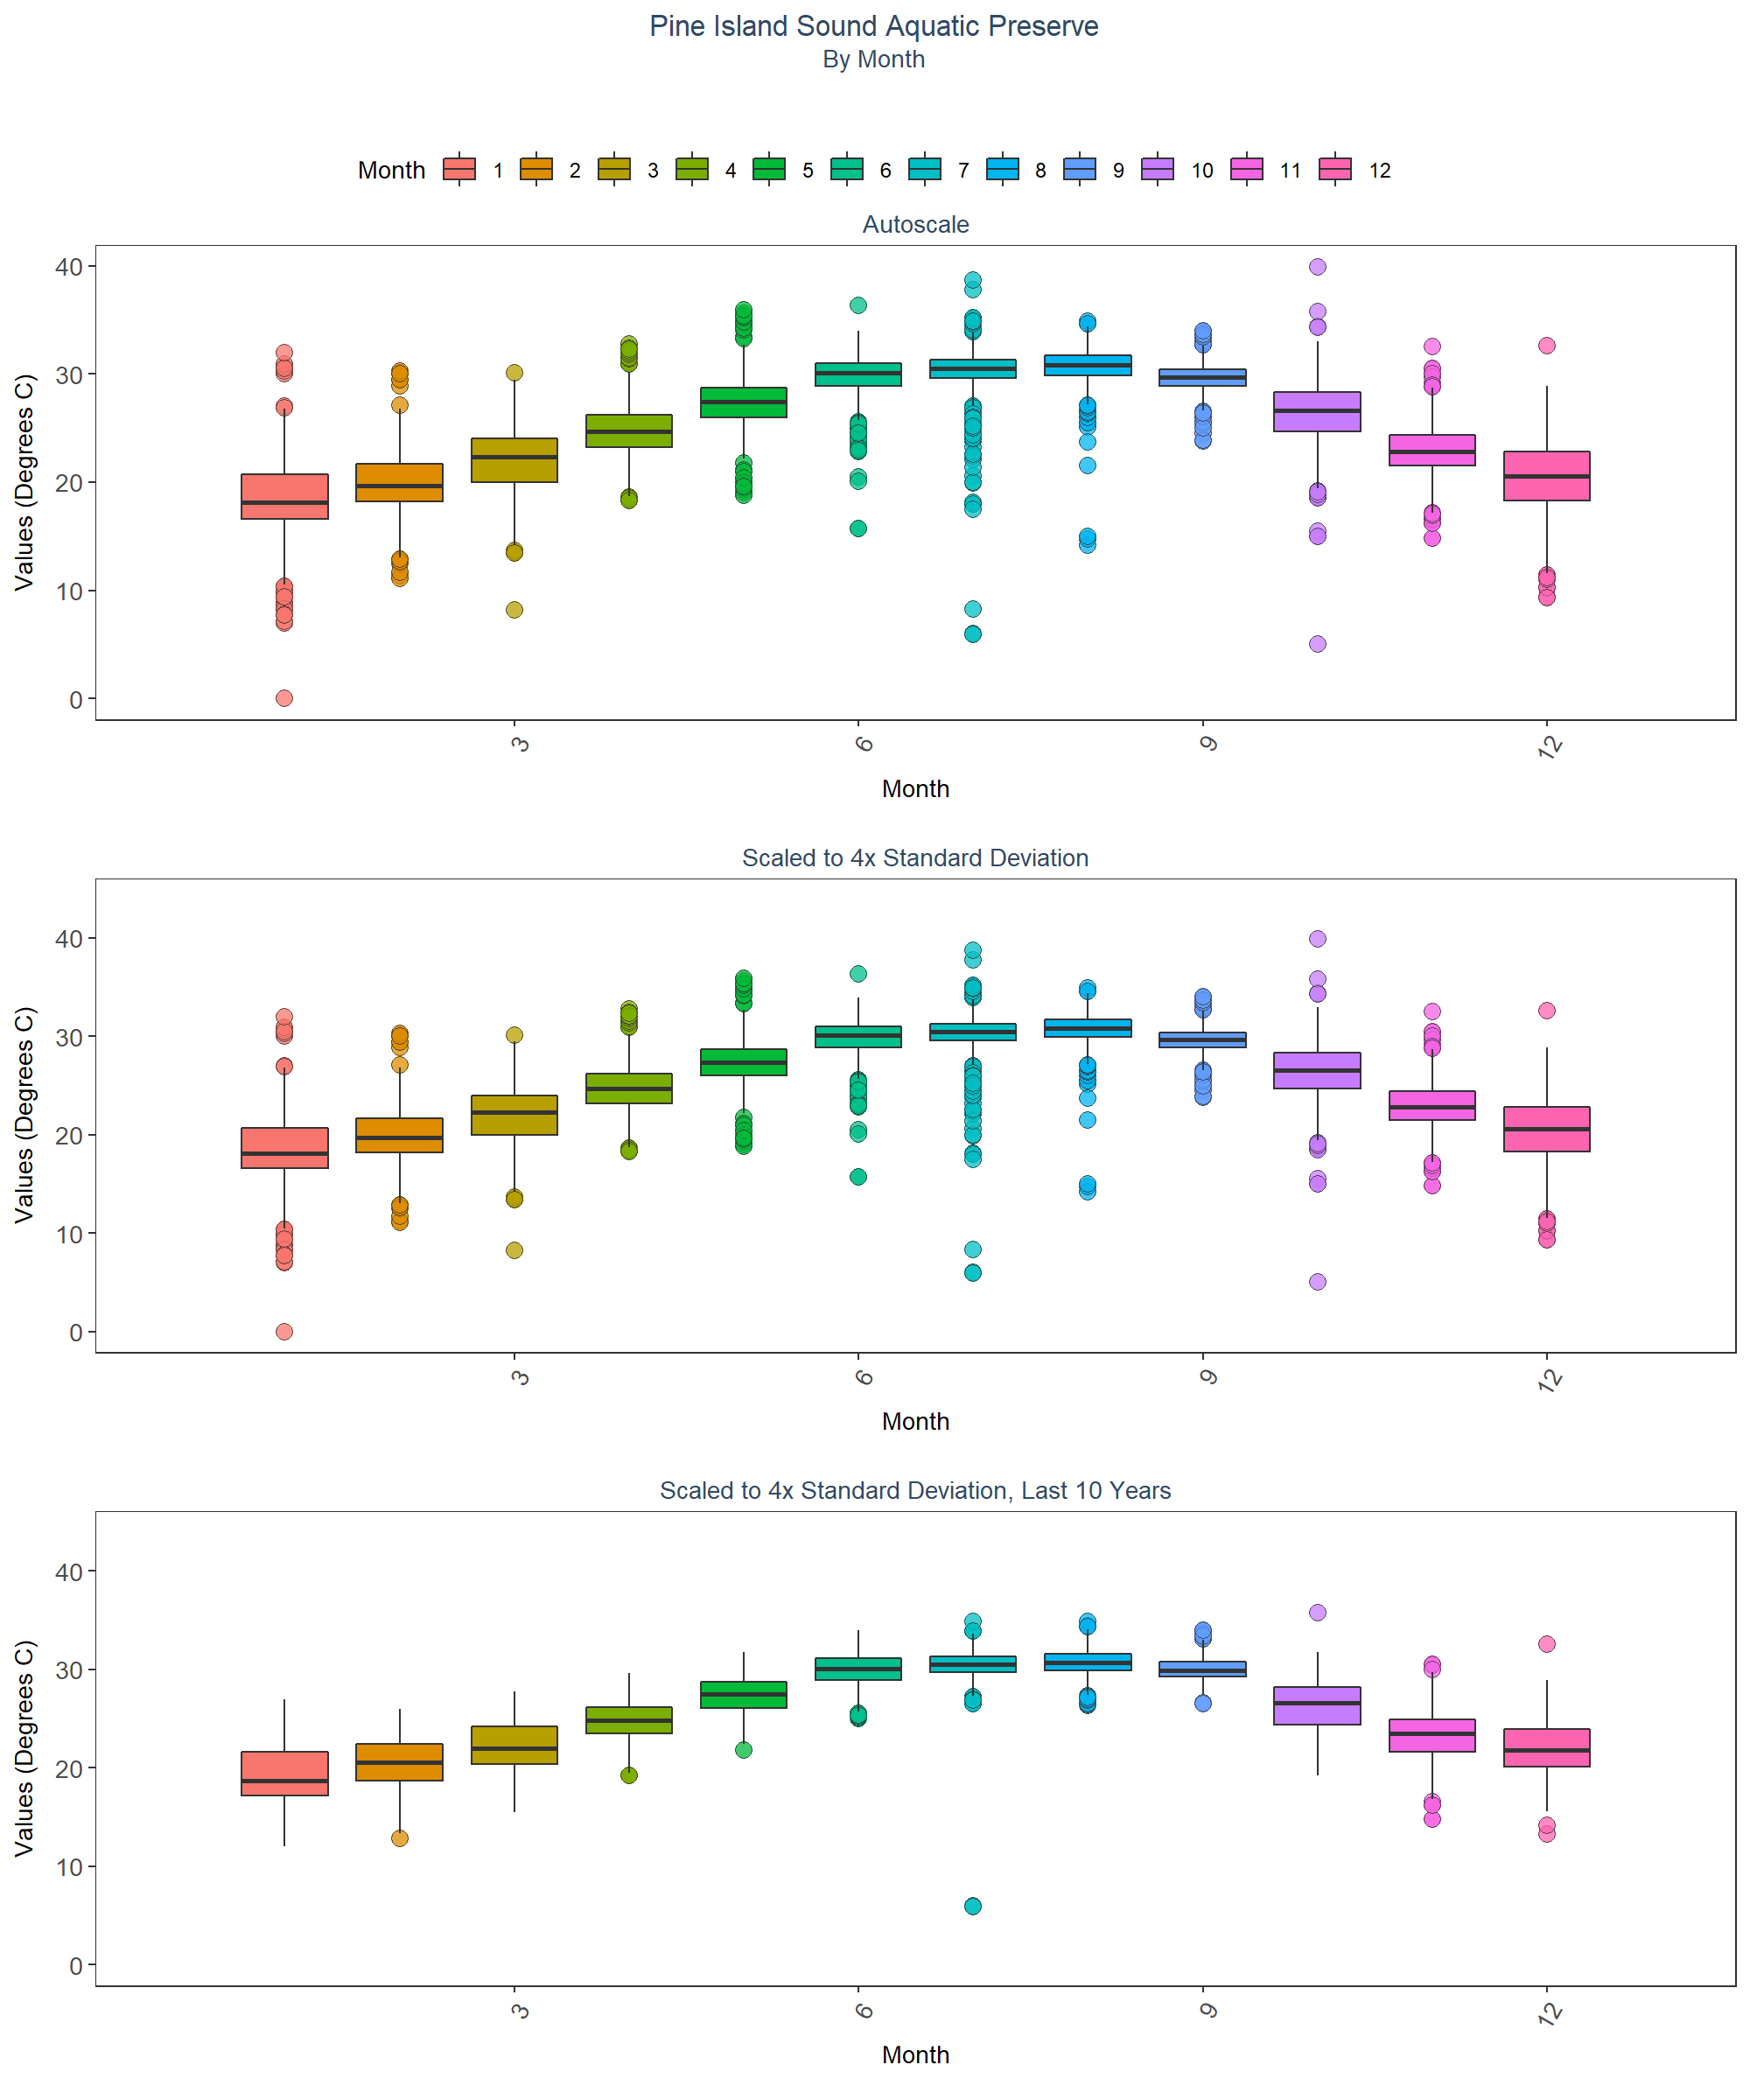 Pine Island Sound Aquatic Preserve
By Month
Month 1 2 3 4 5 6 7 8 9 10 11 12
Autoscale
Values (Degrees C)
40
30
20
10
0
3 6 9 12
Month
Scaled to 4x Standard Deviation
Values (Degrees C)
40
30
20
10
0
3 6 9 12
Month
Scaled to 4x Standard Deviation, Last 10 Years
Values (Degrees C)
40
30
20
10
0
3 6 9 12
Month